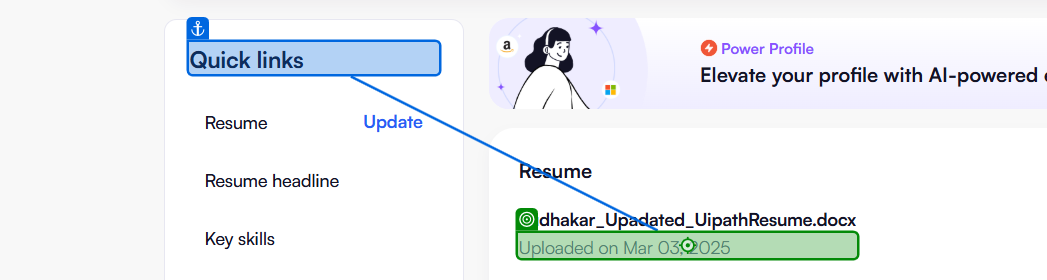 Quick links
Resume
Update
Resume headline
Key skills
a
Power Profile
Elevate your profile with AI-powered
Resume
dhakar_Upadated_UipathResume.docx
Uploaded on Mar 03, 2025